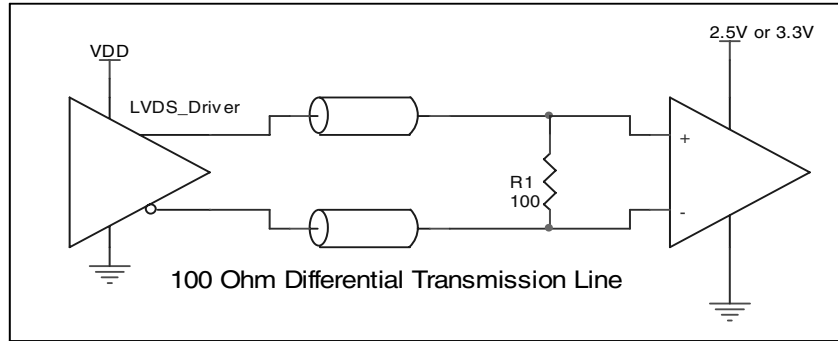 2.5V or 3.3V
VDD
LVDS_Driver
+
R1
100
-
100 Ohm Differential Transmission Line